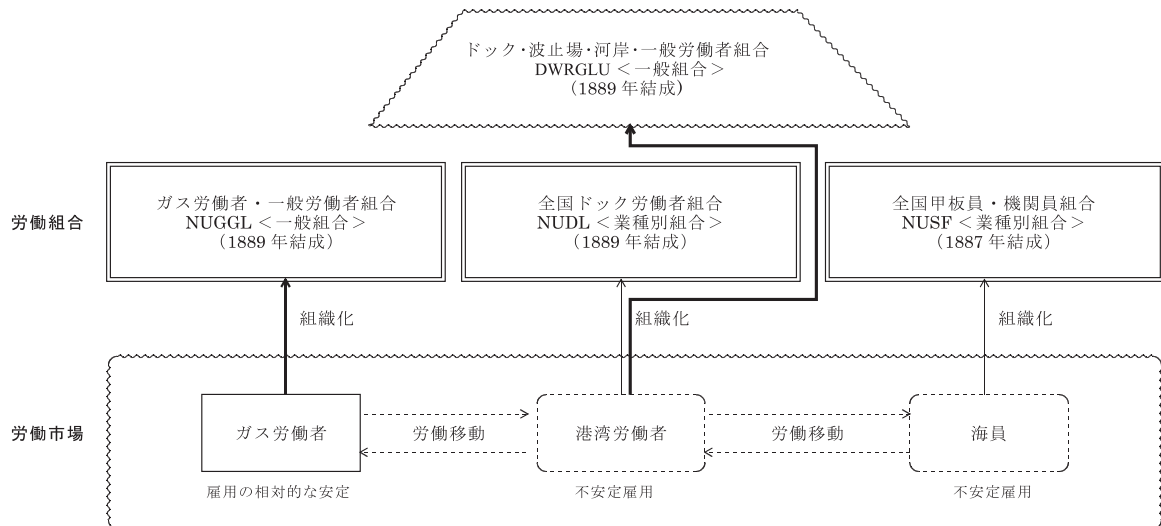 ドック・波止場・河岸・一般労働者組合
DWRGLU <一般組合>
(1889 年結成)
労働組合
ガス労働者・一般労働者組合
NUGGL <一般組合>
(1889 年結成)
全国ドック労働者組合
NUDL <業種別組合>
(1889 年結成)
全国甲板員・機関員組合
NUSF <業種別組合>
(1887 年結成)
組織化
組織化
組織化
労働市場
ガス労働者
労働移動
港湾労働者
労働移動
海員
雇用の相対的な安定
不安定雇用
不安定雇用